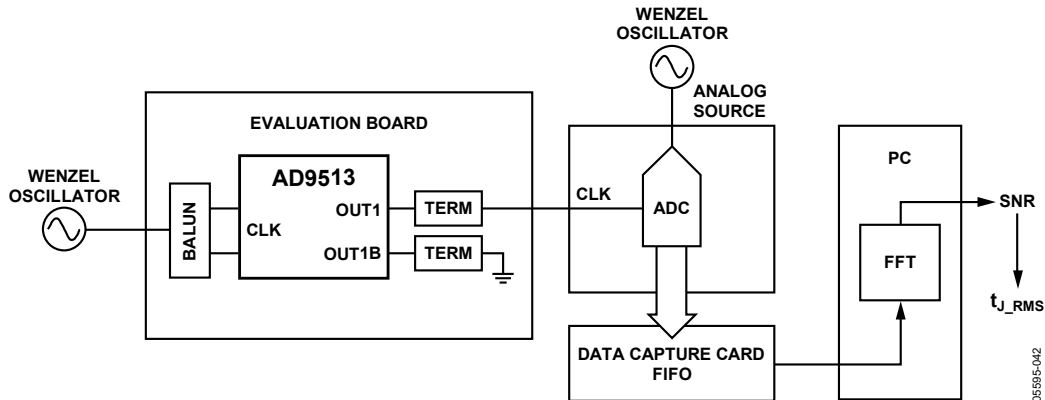 WENZEL
OSCILLATOR
ANALOG
SOURCE
EVALUATION BOARD
WENZEL
OSCILLATOR
BALUN
AD9513
CLK
OUT1
OUT1B
TERM
TERM
CLK
ADC
DATA CAPTURE CARD
FIFO
PC
FFT
SNR
tJ_RMS
05595-042